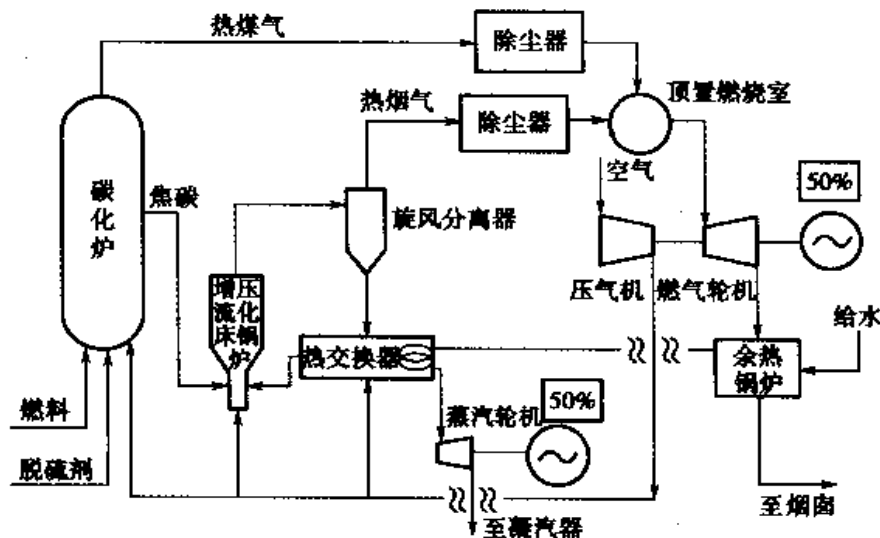 热煤气
除尘器
热烟气
除尘器
顶置燃烧室
空气
50%
碳
化
炉
焦碳
旋风分离器
增压
流化
床锅
炉
压气机
燃气轮机
给水
热交换器
余热
锅炉
燃料
蒸汽轮机
50%
脱硫剂
至凝汽器
至烟囱